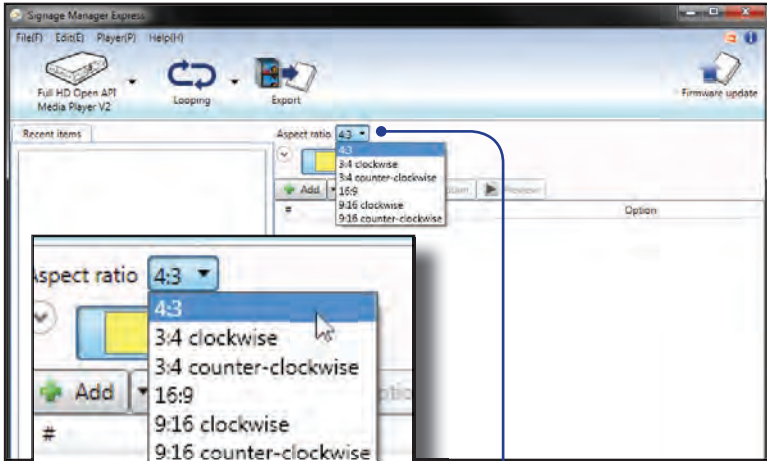 Signage Manager Express
File(F) Edit(E) Player(P) Help(H)
Full HD Open API
Media Player V2
Looping
Export
Firmware update
Recent items
Aspect ratio 4:3
4:3
3:4 clockwise
3:4 counter-clockwise
16:9
9:16 clockwise
9:16 counter-clockwise
Add
Preview
# Option
Aspect ratio 4:3
4:3
3:4 clockwise
3:4 counter-clockwise
Add 16:9
# 9:16 clockwise
9:16 counter-clockwise